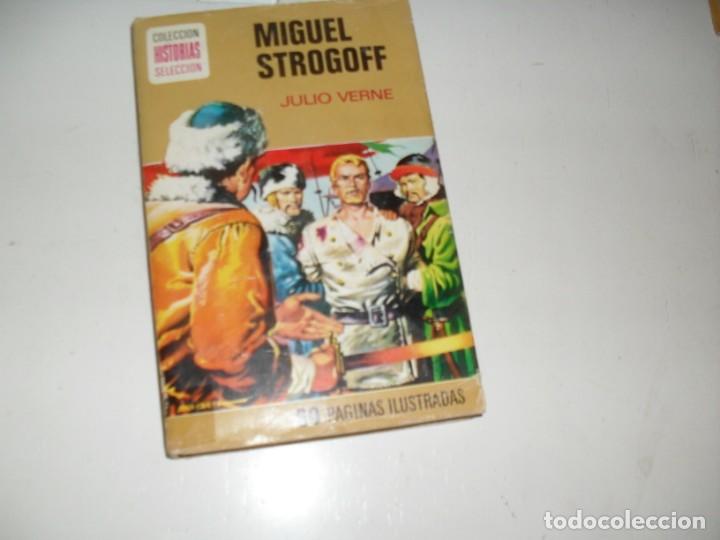 COLECCION
HISTORIAS
SELECCION
MIGUEL
STROGOFF
JULIO VERNE
PAGINAS ILUSTRADAS
todocoleccion